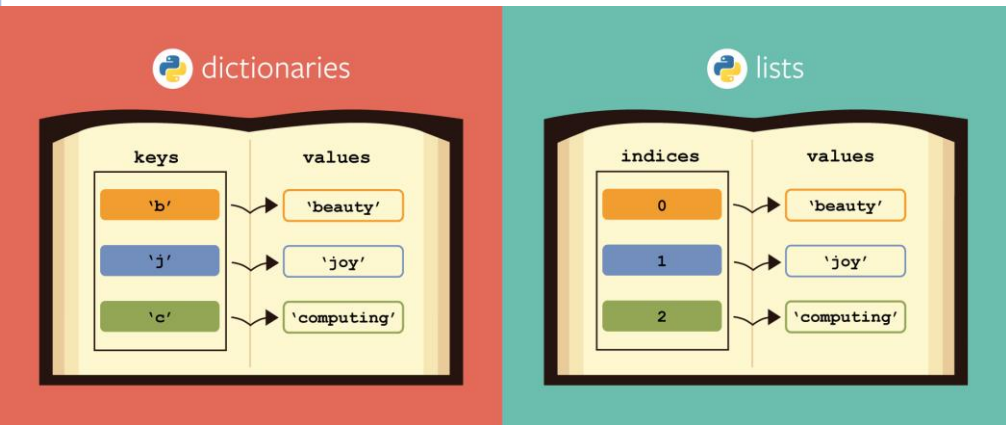 dictionaries
keys values
‘b’ ‘beauty’
‘j’ ‘joy’
‘c’ ‘computing’
lists
indices values
0 ‘beauty’
1 ‘joy’
2 ‘computing’